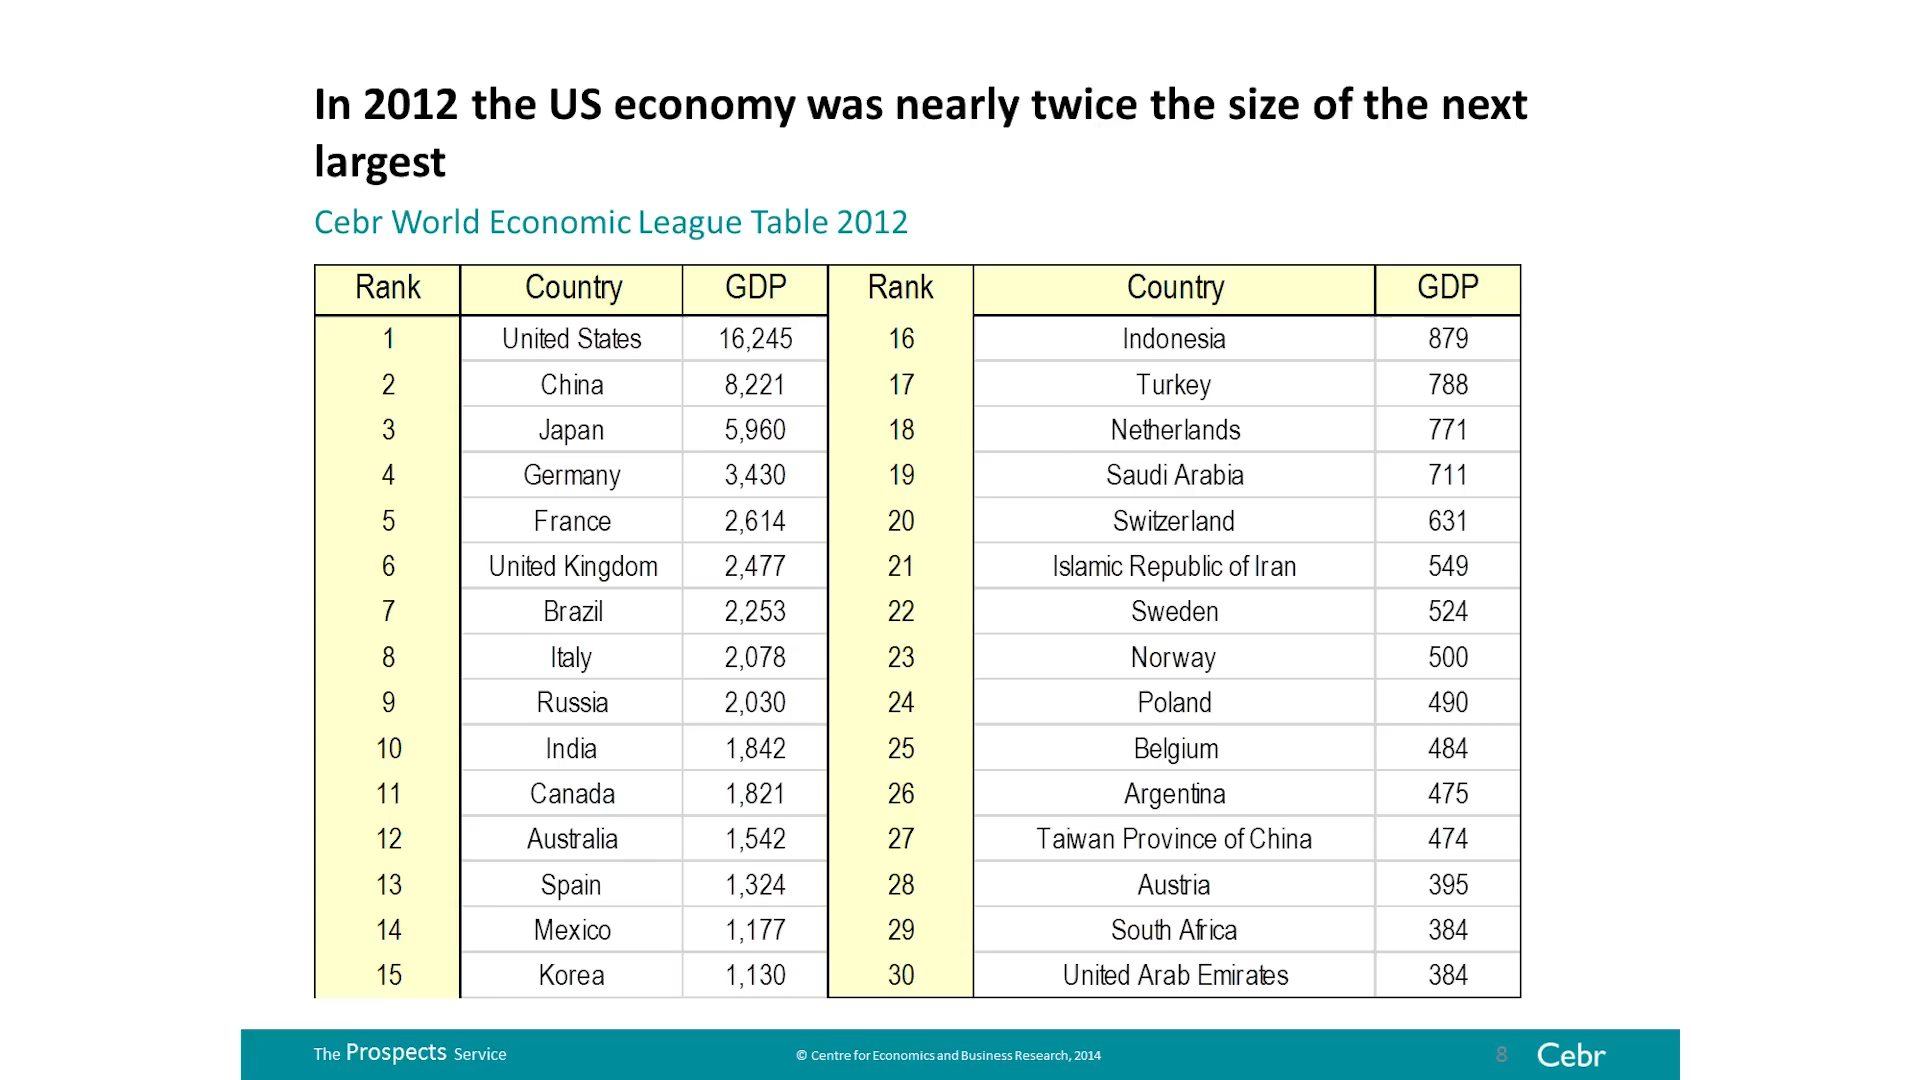 In 2012 the US economy was nearly twice the size of the next
largest
Cebr World Economic League Table 2012
Rank Country GDP Rank Country GDP
1 United States 16,245 16 Indonesia 879
2 China 8,221 17 Turkey 788
3 Japan 5,960 18 Netherlands 771
4 Germany 3,430 19 Saudi Arabia 711
5 France 2,614 20 Switzerland 631
6 United Kingdom 2,477 21 Islamic Republic of Iran 549
7 Brazil 2,253 22 Sweden 524
8 Italy 2,078 23 Norway 500
9 Russia 2,030 24 Poland 490
10 India 1,842 25 Belgium 484
11 Canada 1,821 26 Argentina 475
12 Australia 1,542 27 Taiwan Province of China 474
13 Spain 1,324 28 Austria 395
14 Mexico 1,177 29 South Africa 384
15 Korea 1,130 30 United Arab Emirates 384
The Prospects Service © Centre for Economics and Business Research, 2014 8 Cebr